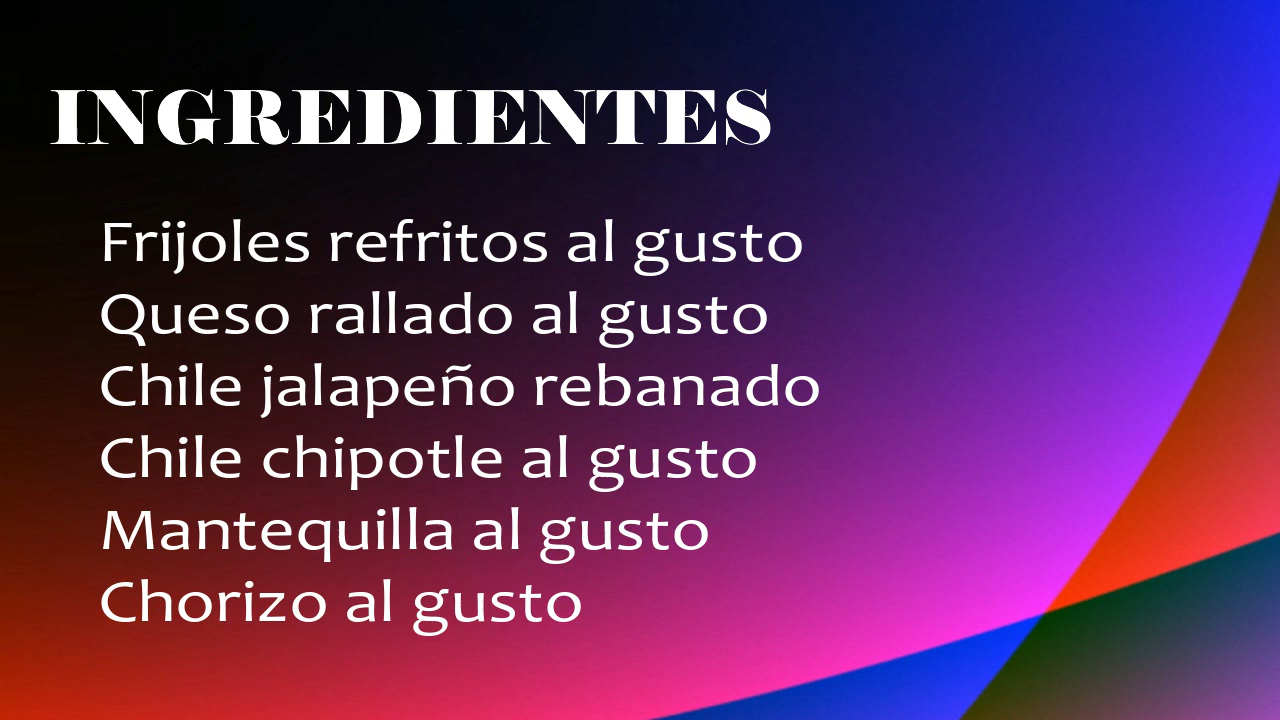 INGREDIENTES
Frijoles refritos al gusto
Queso rallado al gusto
Chile jalapeño rebanado
Chile chipotle al gusto
Mantequilla al gusto
Chorizo al gusto